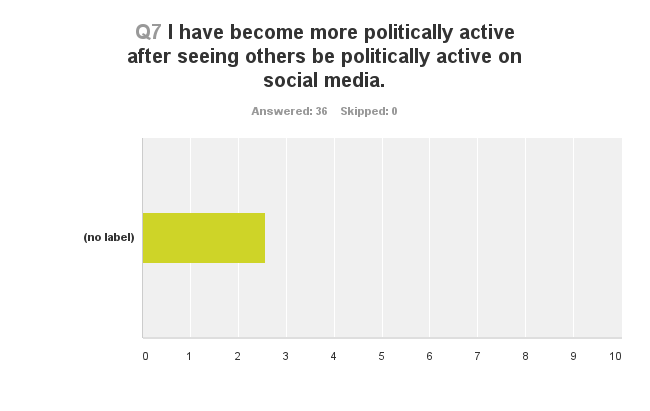 Q7 I have become more politically active
after seeing others be politically active on
social media.
Answered: 36 Skipped: 0
(no label)
0 1 2 3 4 5 6 7 8 9 10